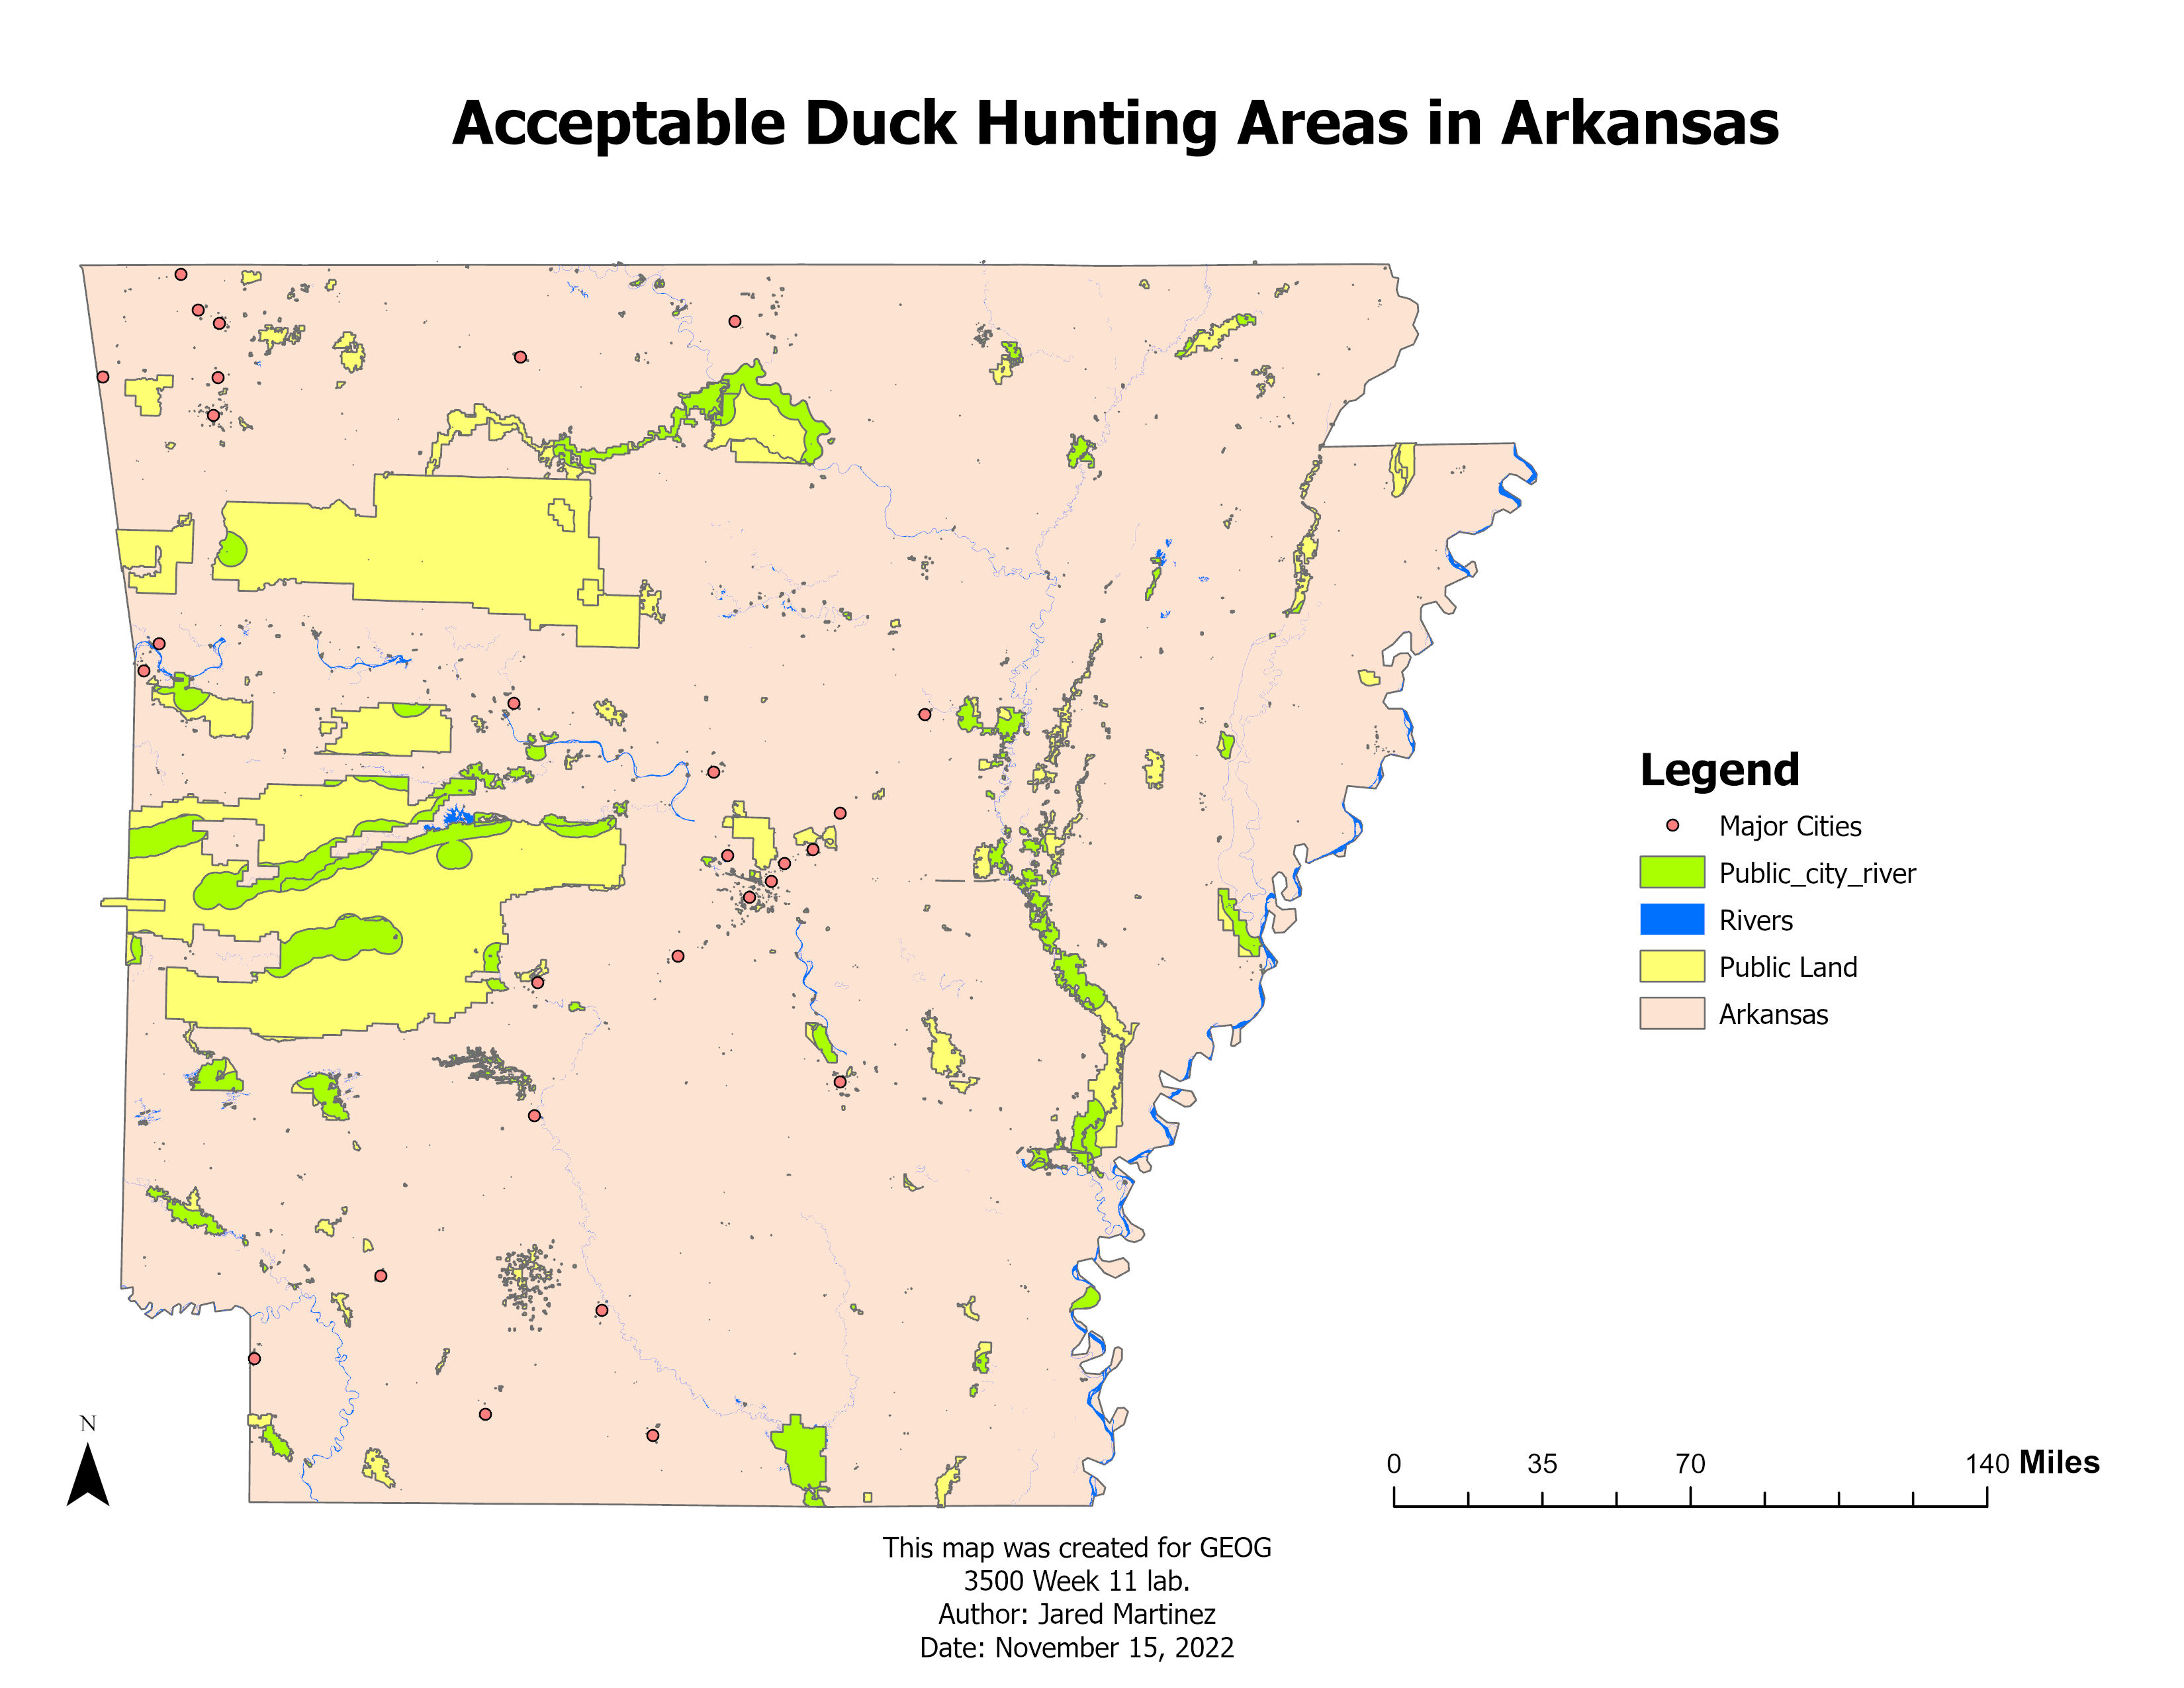 Acceptable Duck Hunting Areas in Arkansas
Legend
Major Cities
Public_city_river
Rivers
Public Land
Arkansas
N
0 35 70 140 Miles
This map was created for GEOG
3500 Week 11 lab.
Author: Jared Martinez
Date: November 15, 2022